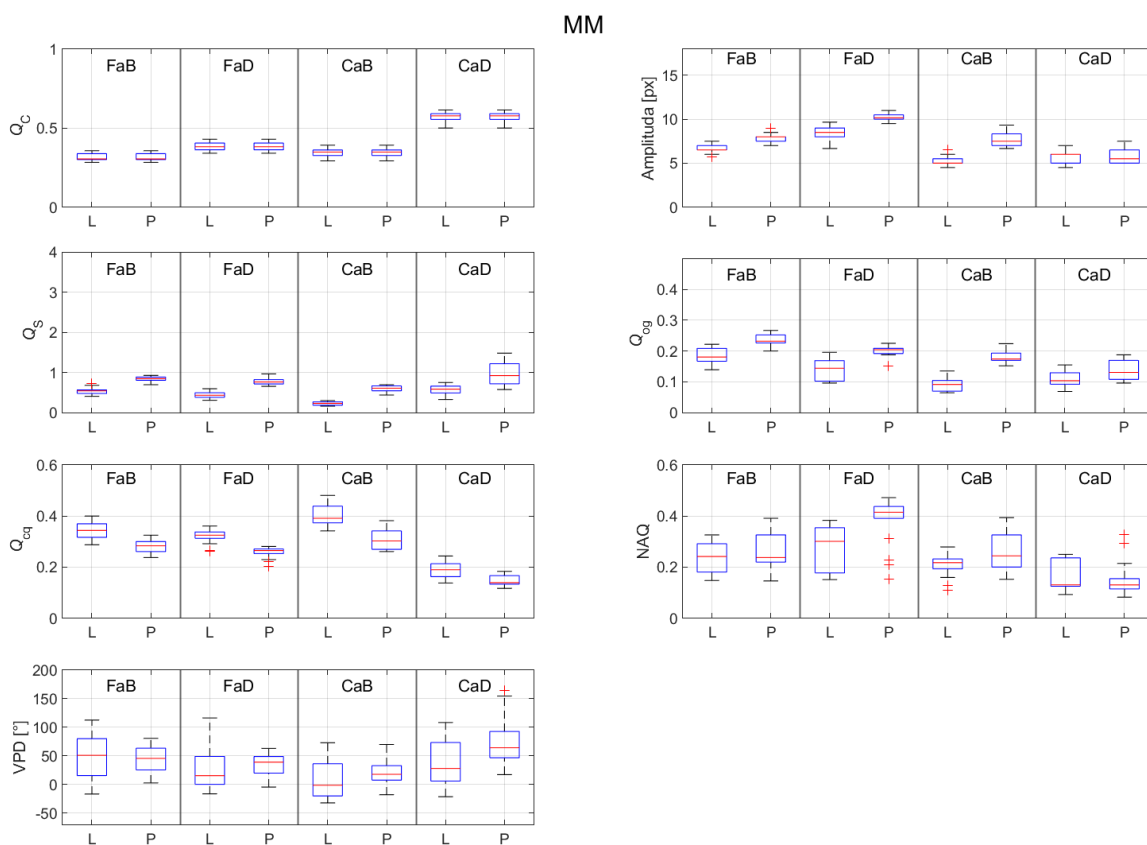 MM
1
0.5
0
Q_C
FaB FaD CaB CaD
L P L P L P L P
15
10
5
0
Amplituda [px]
FaB FaD CaB CaD
L P L P L P L P
4
3
2
1
0
Q_S
FaB FaD CaB CaD
L P L P L P L P
0.4
0.3
0.2
0.1
0
Q_og
FaB FaD CaB CaD
L P L P L P L P
0.6
0.4
0.2
0
Q_cq
FaB FaD CaB CaD
L P L P L P L P
0.6
0.4
0.2
0
NAQ
FaB FaD CaB CaD
L P L P L P L P
200
150
100
50
0
-50
VPD [°]
FaB FaD CaB CaD
L P L P L P L P